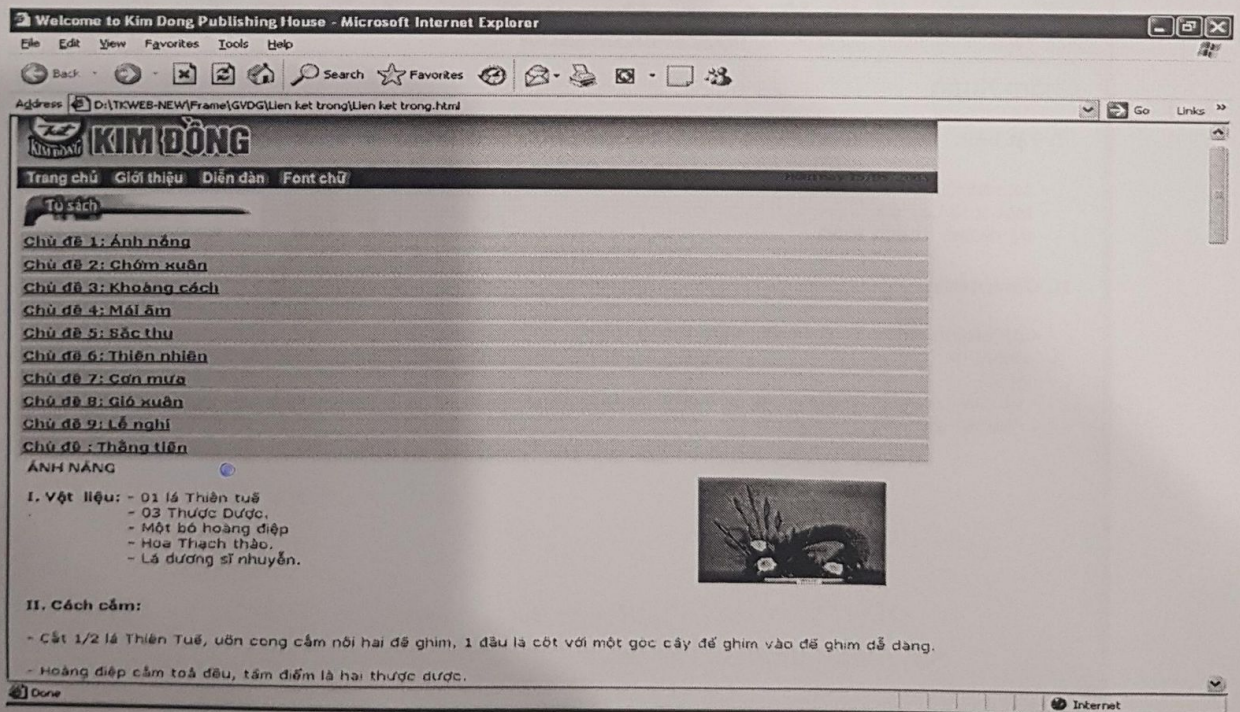 Welcome to Kim Dong Publishing House - Microsoft Internet Explorer
File Edit View Favorites Tools Help
Back Search Favorites
Address D:\TKWEB-NEW\Frame\GVDG\Lien ket trong\Lien ket trong.html Go Links »
KIM ĐỒNG KIM ĐỒNG
Trang chủ Giới thiệu Diễn đàn Font chữ
Tủ sách
Chủ đề 1: Ánh nắng
Chủ đề 2: Chớm xuân
Chủ đề 3: Khoảng cách
Chủ đề 4: Mái ấm
Chủ đề 5: Sắc thu
Chủ đề 6: Thiên nhiên
Chủ đề 7: Cơn mưa
Chủ đề 8: Gió xuân
Chủ đề 9: Lễ nghi
Chủ đề : Thăng tiến
ÁNH NẮNG
I. Vật liệu: - 01 lá Thiên tuế
- 03 Thược Dược.
- Một bó hoàng điệp
- Hoa Thạch thảo.
- Lá dương sĩ nhuyễn.
II. Cách cắm:
- Cắt 1/2 lá Thiên Tuế, uốn cong cắm nối hai đế ghim, 1 đầu lá cột với một góc cây để ghim vào đế ghim dễ dàng.
- Hoàng điệp cắm toả đều, tấm điểm là hai thược dược.
Done Internet